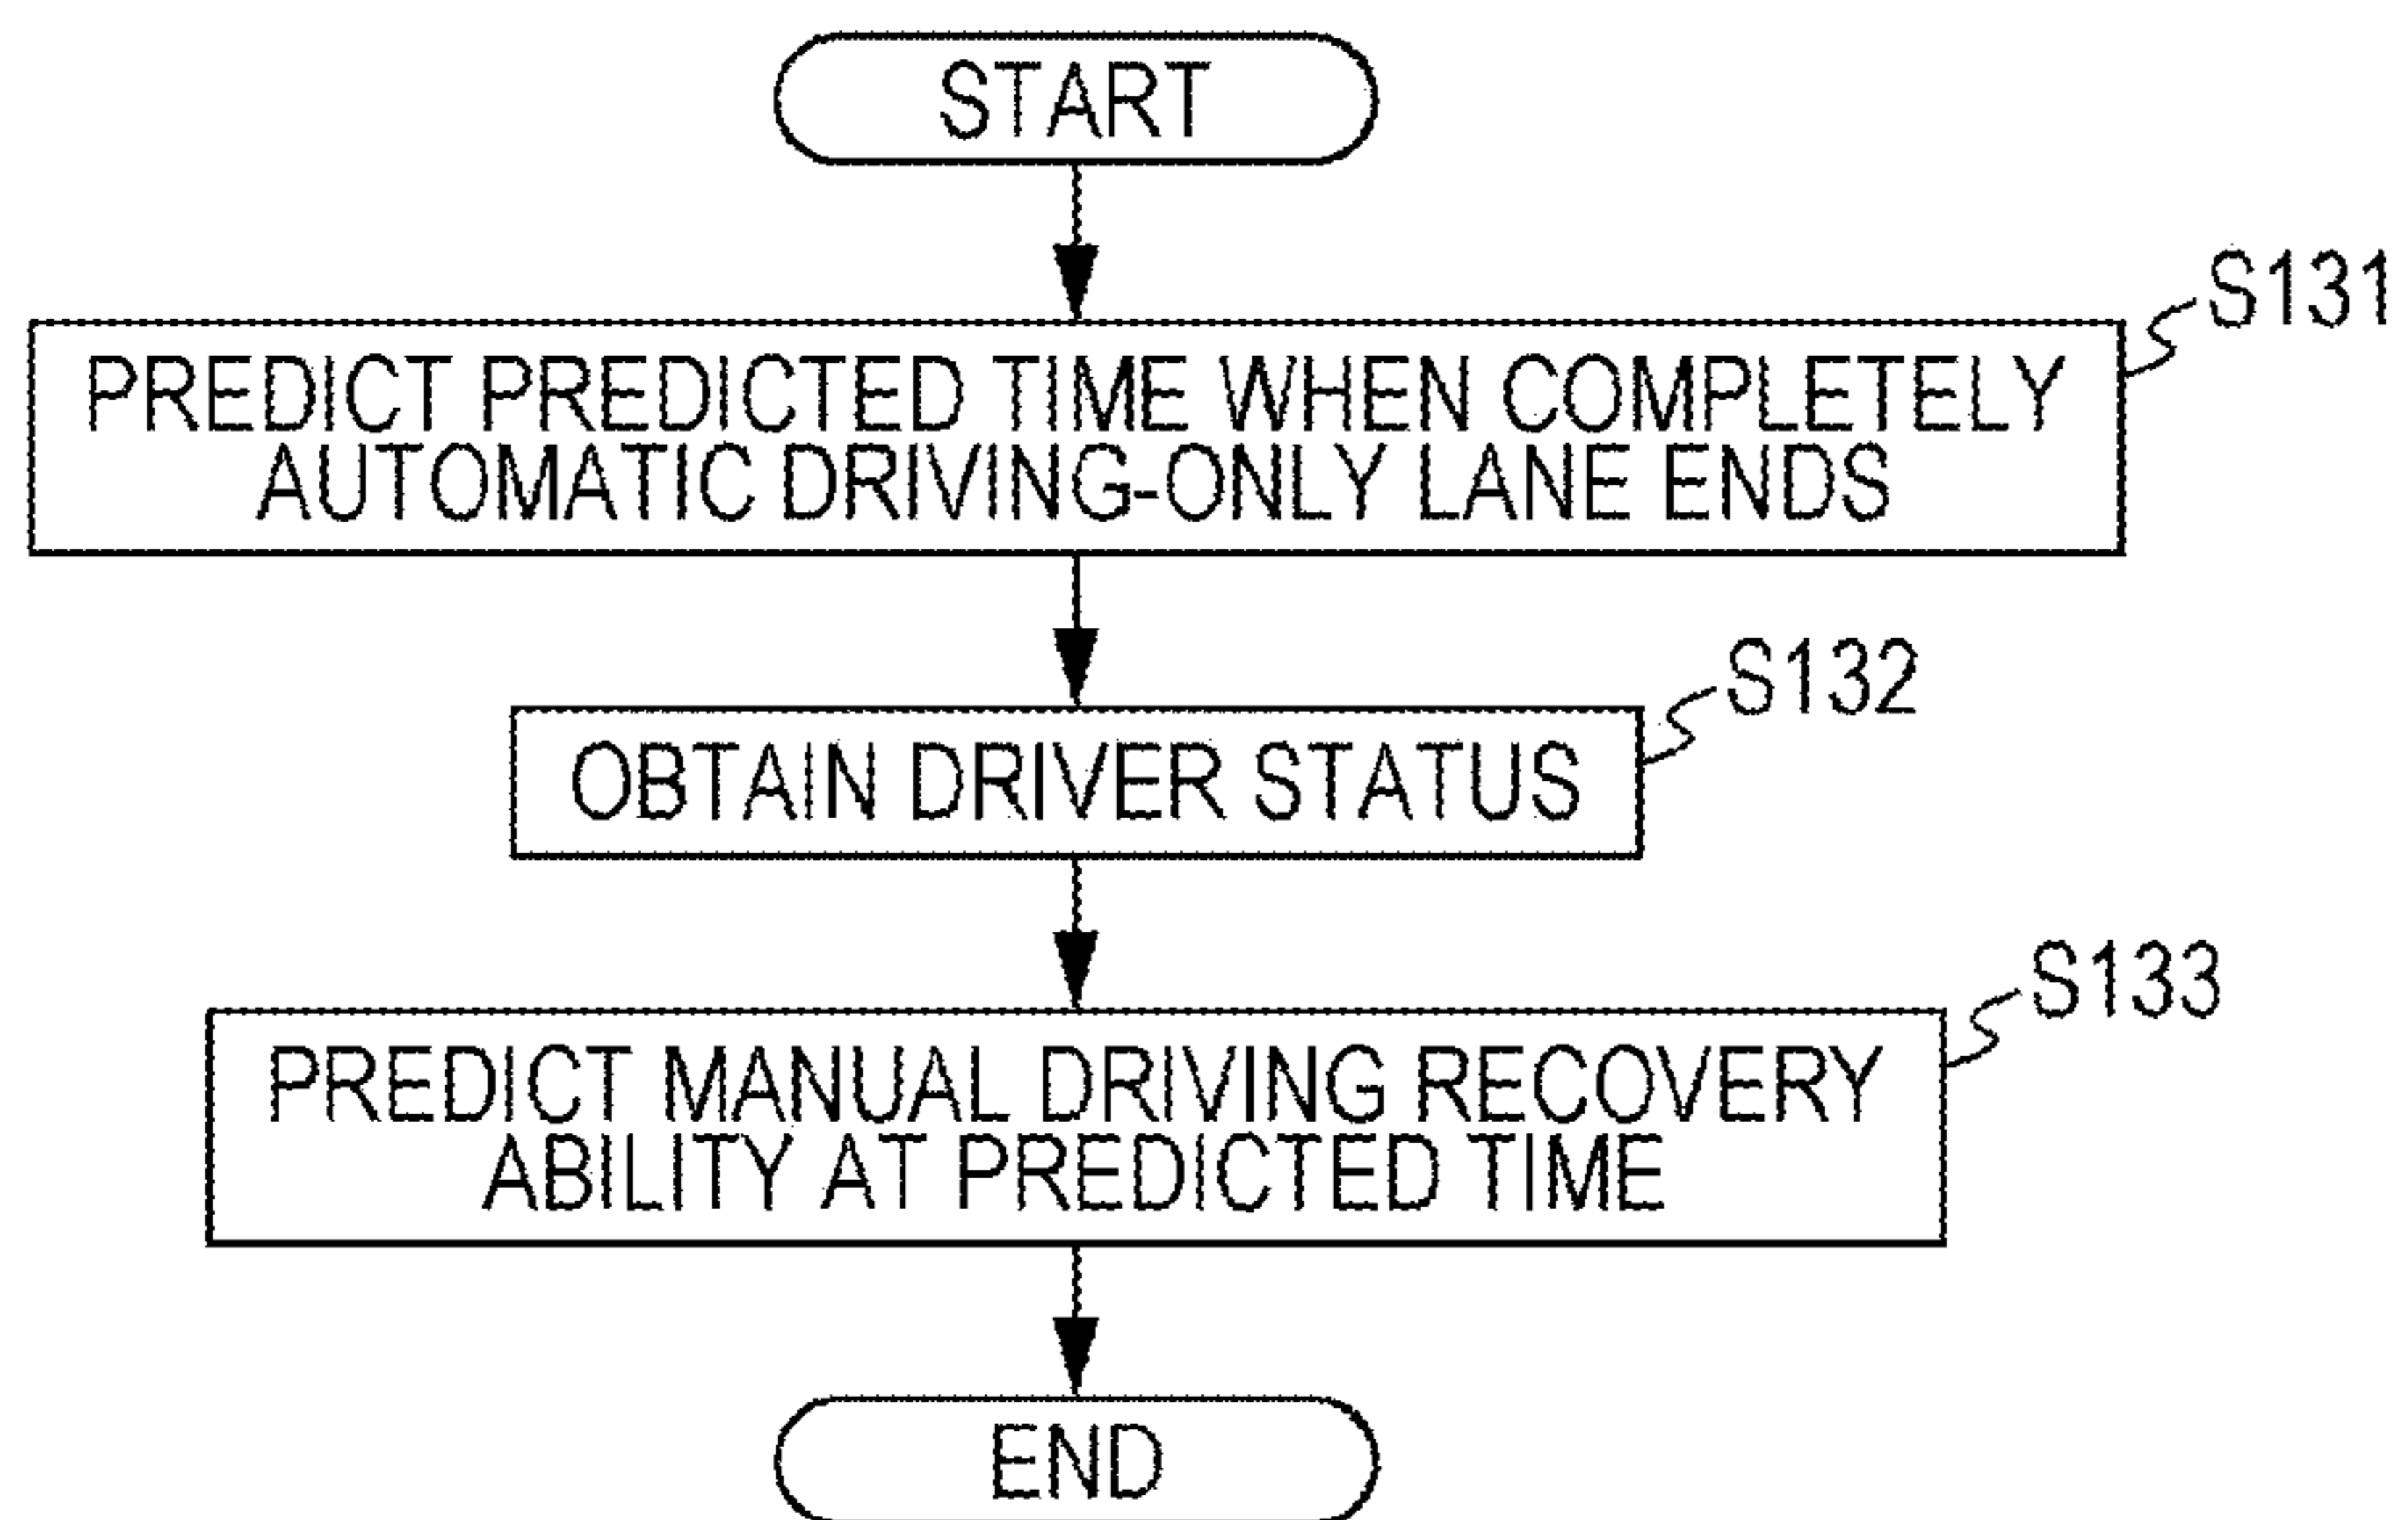 START
S131
PREDICT PREDICTED TIME WHEN COMPLETELY
AUTOMATIC DRIVING-ONLY LANE ENDS
S132
OBTAIN DRIVER STATUS
S133
PREDICT MANUAL DRIVING RECOVERY
ABILITY AT PREDICTED TIME
END